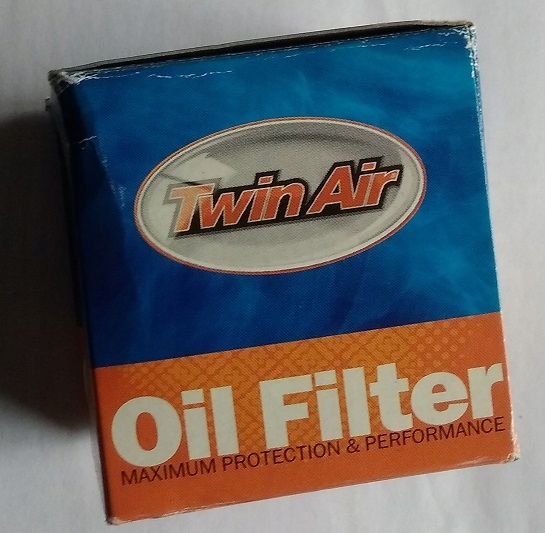 Twin Air
Oil Filter
MAXIMUM PROTECTION & PERFORMANCE